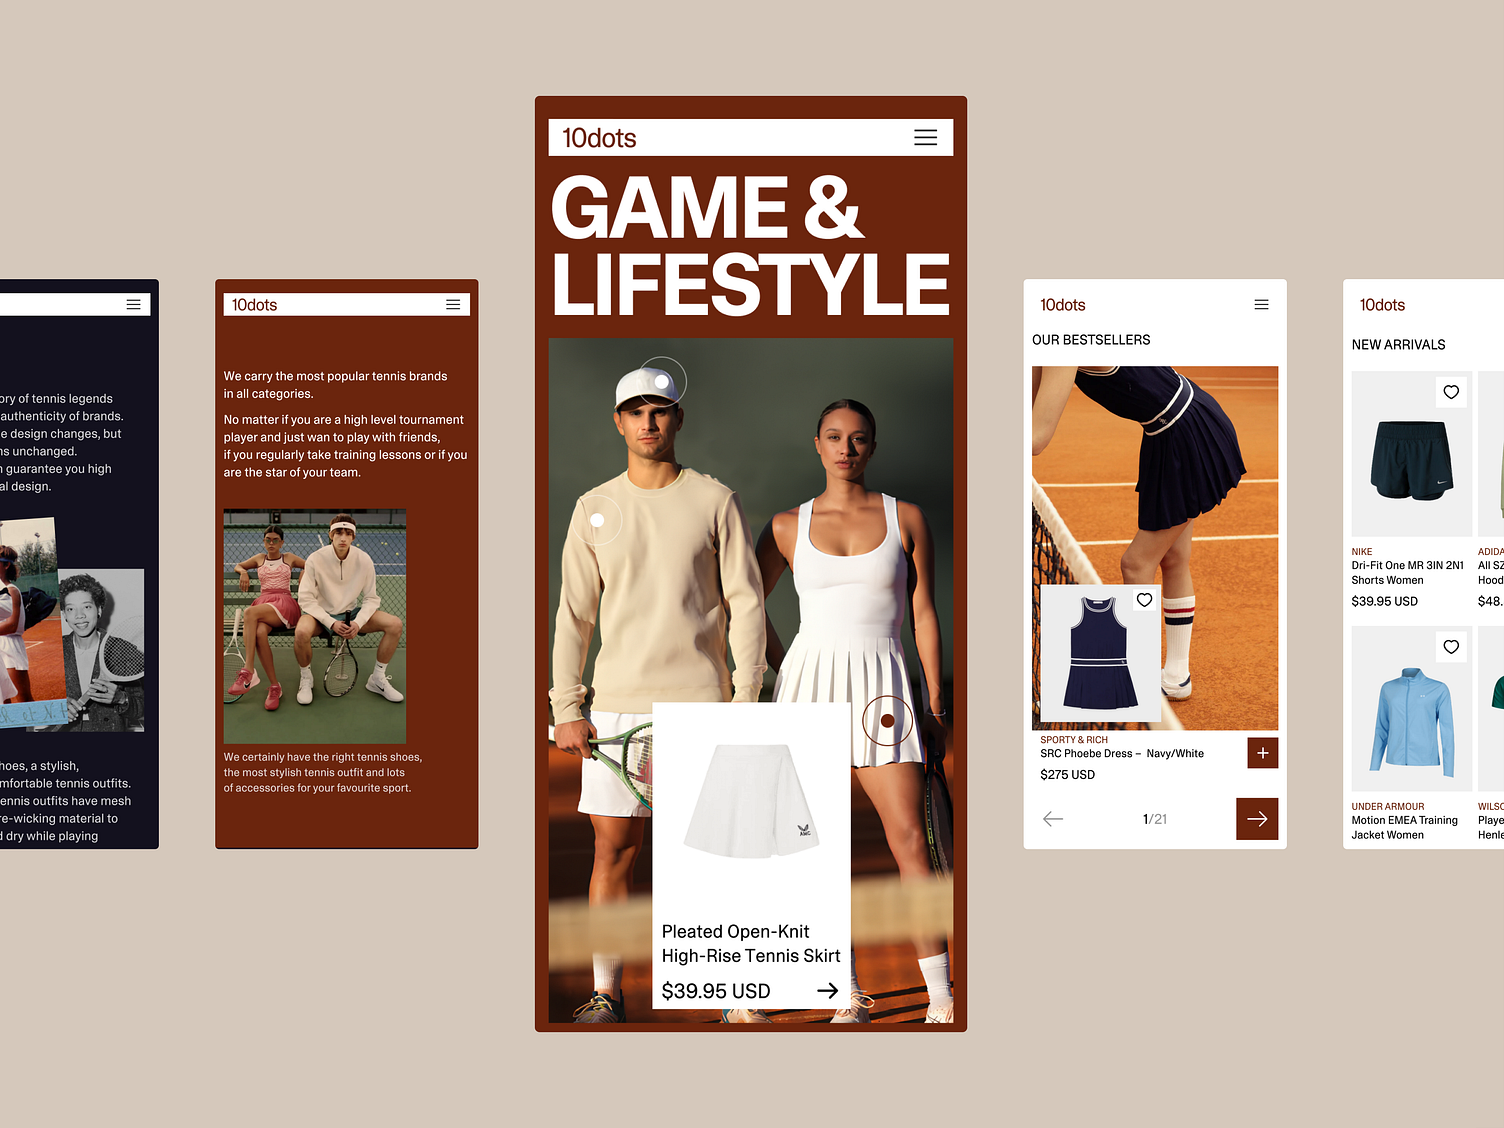 ory of tennis legends
authenticity of brands.
e design changes, but
ns unchanged.
n guarantee you high
al design.
hoes, a stylish,
mfortable tennis outfits.
ennis outfits have mesh
re-wicking material to
d dry while playing
10dots
We carry the most popular tennis brands
in all categories.
No matter if you are a high level tournament
player and just wan to play with friends,
if you regularly take training lessons or if you
are the star of your team.
We certainly have the right tennis shoes,
the most stylish tennis outfit and lots
of accessories for your favourite sport.
10dots
GAME &
LIFESTYLE
AWC
Pleated Open-Knit
High-Rise Tennis Skirt
$39.95 USD
10dots
OUR BESTSELLERS
SPORTY & RICH
SRC Phoebe Dress – Navy/White
$275 USD
1/21
10dots
NEW ARRIVALS
NIKE
Dri-Fit One MR 3IN 2N1
Shorts Women
$39.95 USD
ADIDA
All SZ
Hood
$48.
UNDER ARMOUR
Motion EMEA Training
Jacket Women
WILSO
Playe
Henle